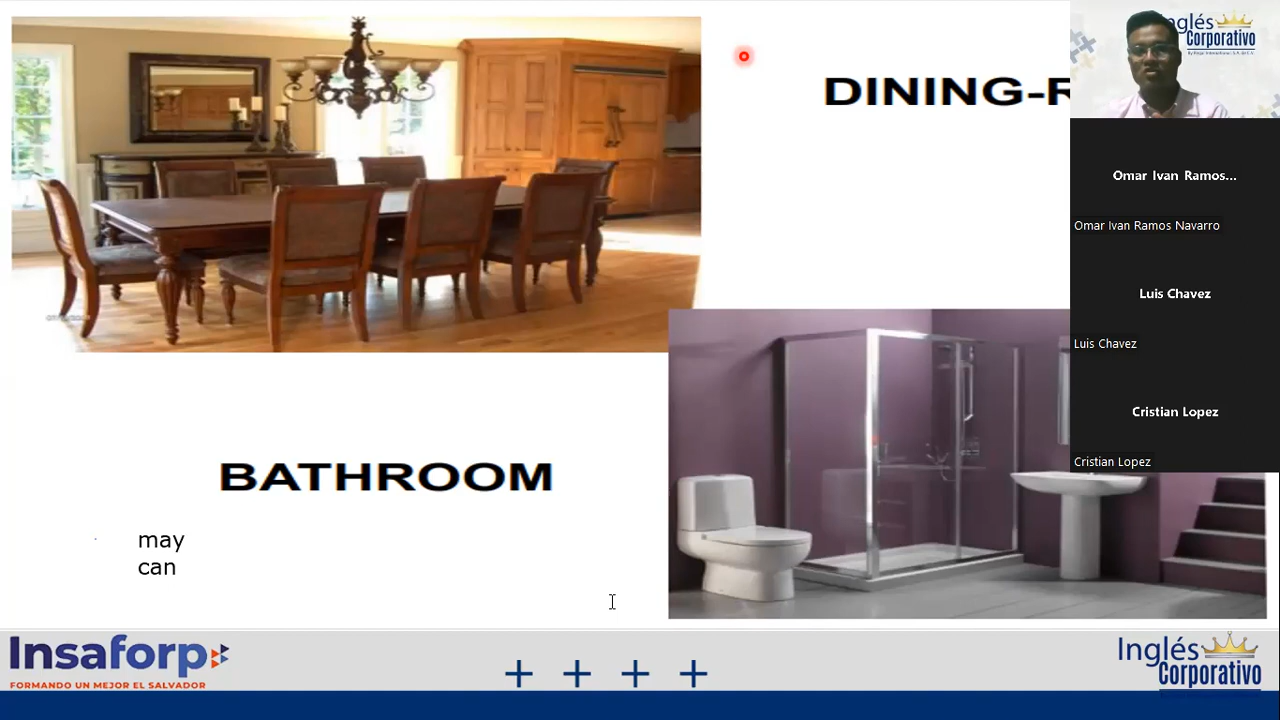 DINING-R
Inglés
Corporativo
Omar Ivan Ramos...
Omar Ivan Ramos Navarro
Luis Chavez
Luis Chavez
Cristian Lopez
Cristian Lopez
BATHROOM
may
can
Insaforp
FORMANDO UN MEJOR EL SALVADOR
Inglés
Corporativo